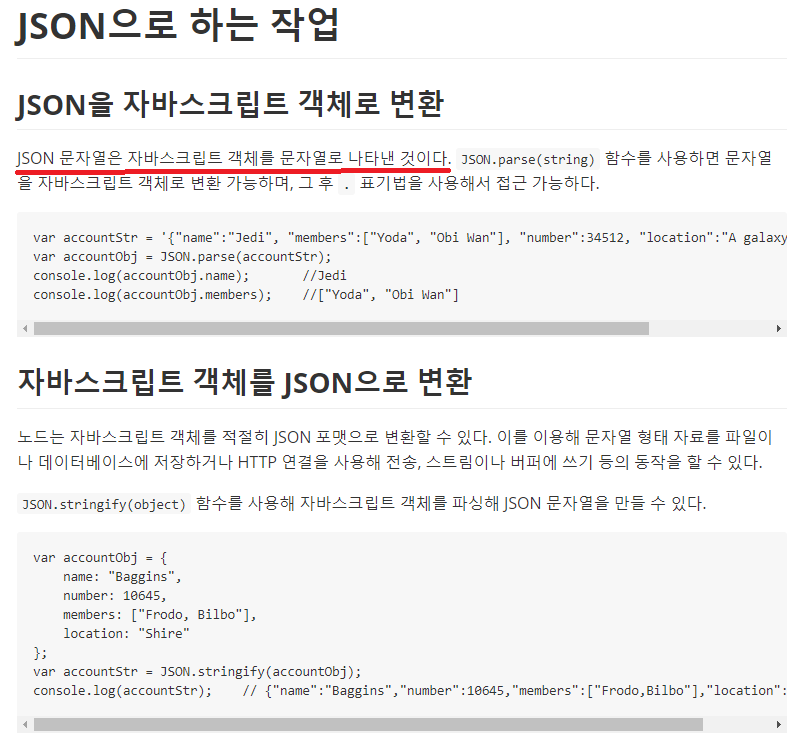 JSON으로 하는 작업
JSON을 자바스크립트 객체로 변환
JSON 문자열은 자바스크립트 객체를 문자열로 나타낸 것이다. JSON.parse(string) 함수를 사용하면 문자열
을 자바스크립트 객체로 변환 가능하며, 그 후 . 표기법을 사용해서 접근 가능하다.
var accountStr = '{"name":"Jedi", "members":["Yoda", "Obi Wan"], "number":34512, "location":"A galaxy
var accountObj = JSON.parse(accountStr);
console.log(accountObj.name);       //Jedi
console.log(accountObj.members);    //["Yoda", "Obi Wan"]
자바스크립트 객체를 JSON으로 변환
노드는 자바스크립트 객체를 적절히 JSON 포맷으로 변환할 수 있다. 이를 이용해 문자열 형태 자료를 파일이
나 데이터베이스에 저장하거나 HTTP 연결을 사용해 전송, 스트림이나 버퍼에 쓰기 등의 동작을 할 수 있다.
JSON.stringify(object) 함수를 사용해 자바스크립트 객체를 파싱해 JSON 문자열을 만들 수 있다.
var accountObj = {
    name: "Baggins",
    number: 10645,
    members: ["Frodo, Bilbo"],
    location: "Shire"
};
var accountStr = JSON.stringify(accountObj);
console.log(accountStr);    // {"name":"Baggins","number":10645,"members":["Frodo,Bilbo"],"location":